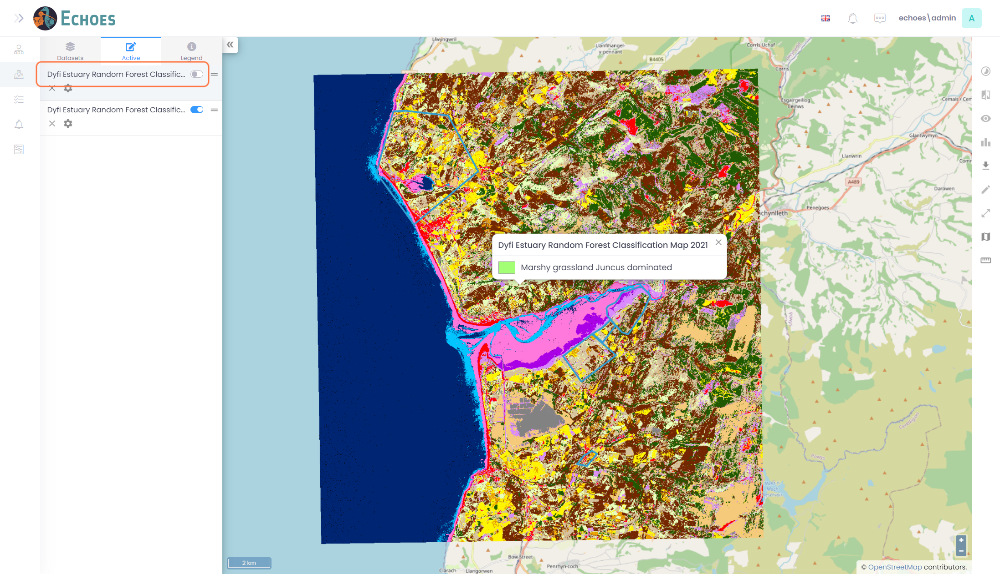 ECHOES
echoes\admin
A
Datasets
Active
Legend
Dyfi Estuary Random Forest Classific...
Dyfi Estuary Random Forest Classific...
Llwyngwril
Llanfihangel-
y-pennant
B4405
Corris Uchaf
Gwynedd
Corris
Esgairgeiliog
Ceinws
Cemais / Cem
Glantwymyn
Llanwrin
Comm
A489
Darowen
Penegoes
chynlleth
Dyfi Estuary Random Forest Classification Map 2021
Marshy grassland Juncus dominated
Powys
Ceredigion
Powys
Nant-Y-
Moch
Reservoir
Bow Street
Penrhyn-coch
Clarach
Llangorwen
2 km
+
−
© OpenStreetMap contributors.